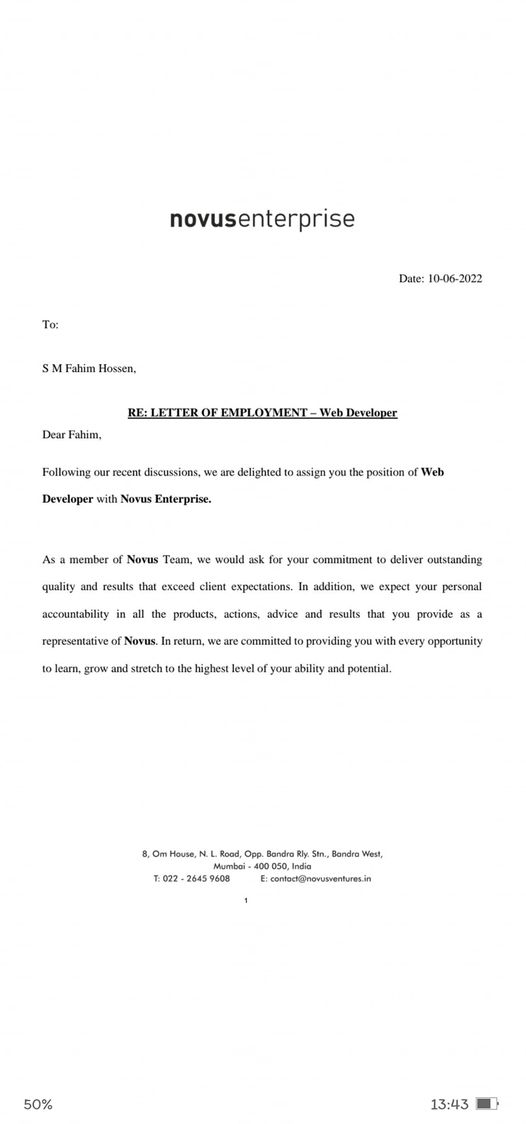 novusenterprise
Date: 10-06-2022
To:
S M Fahim Hossen,
RE: LETTER OF EMPLOYMENT – Web Developer
Dear Fahim,
Following our recent discussions, we are delighted to assign you the position of Web
Developer with Novus Enterprise.
As a member of Novus Team, we would ask for your commitment to deliver outstanding
quality and results that exceed client expectations. In addition, we expect your personal
accountability in all the products, actions, advice and results that you provide as a
representative of Novus. In return, we are committed to providing you with every opportunity
to learn, grow and stretch to the highest level of your ability and potential.
8, Om House, N. L. Road, Opp. Bandra Rly. Stn., Bandra West,
Mumbai - 400 050, India
T: 022 - 2645 9608 E: contact@novusventures.in
1
50% 13:43